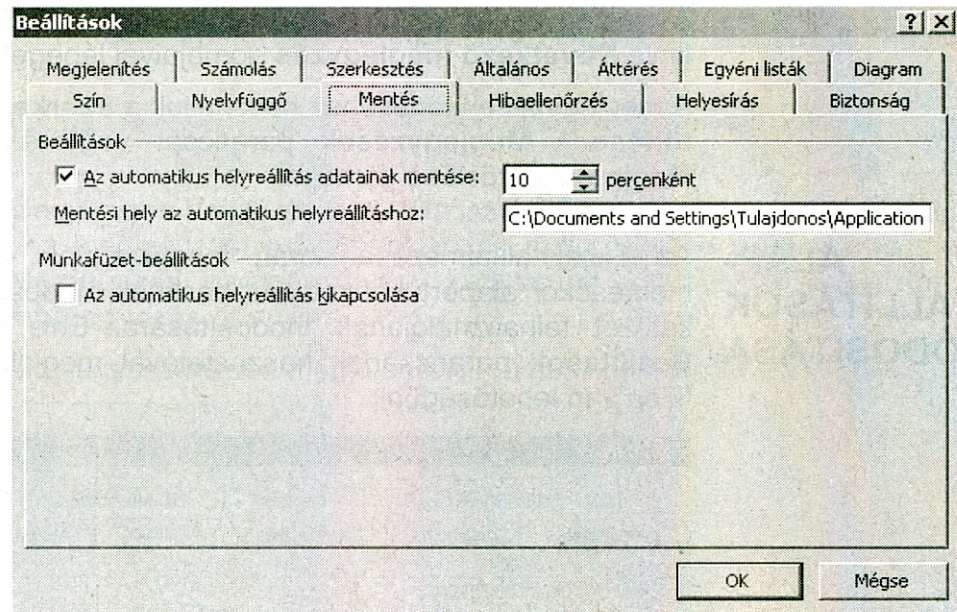 Beállítások
Megjelenítés Számolás Szerkesztés Általános Áttérés Egyéni listák Diagram
Szín Nyelvfüggő Mentés Hibaellenőrzés Helyesírás Biztonság
Beállítások
Az automatikus helyreállítás adatainak mentése: 10 percenként
Mentési hely az automatikus helyreállításhoz: C:\Documents and Settings\Tulajdonos\Application
Munkafüzet-beállítások
Az automatikus helyreállítás kikapcsolása
OK Mégse